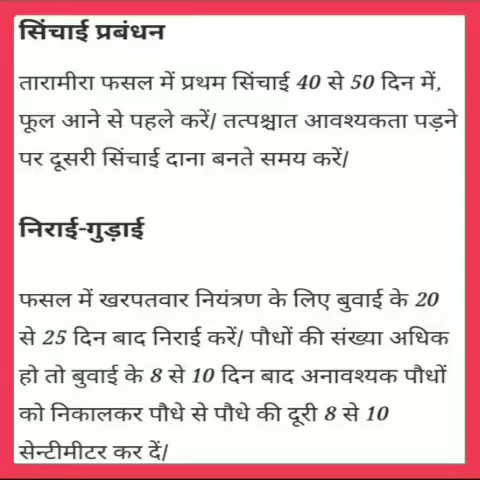 सिंचाई प्रबंधन
तारामीरा फसल में प्रथम सिंचाई 40 से 50 दिन में,
फूल आने से पहले करें/ तत्पश्चात आवश्यकता पड़ने
पर दूसरी सिंचाई दाना बनते समय करें/
निराई-गुड़ाई
फसल में खरपतवार नियंत्रण के लिए बुवाई के 20
से 25 दिन बाद निराई करें/ पौधों की संख्या अधिक
हो तो बुवाई के 8 से 10 दिन बाद अनावश्यक पौधों
को निकालकर पौधे से पौधे की दूरी 8 से 10
सेन्टीमीटर कर दें/